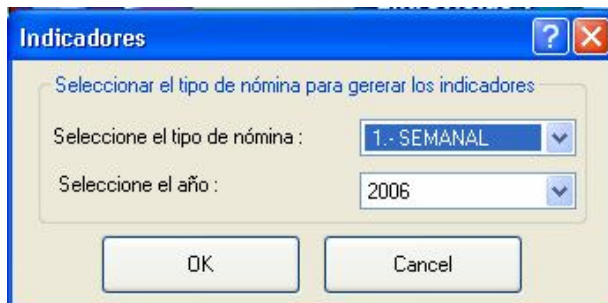 Indicadores
Seleccionar el tipo de nómina para gererar los indicadores
Seleccione el tipo de nómina : 1.- SEMANAL
Seleccione el año : 2006
OK Cancel